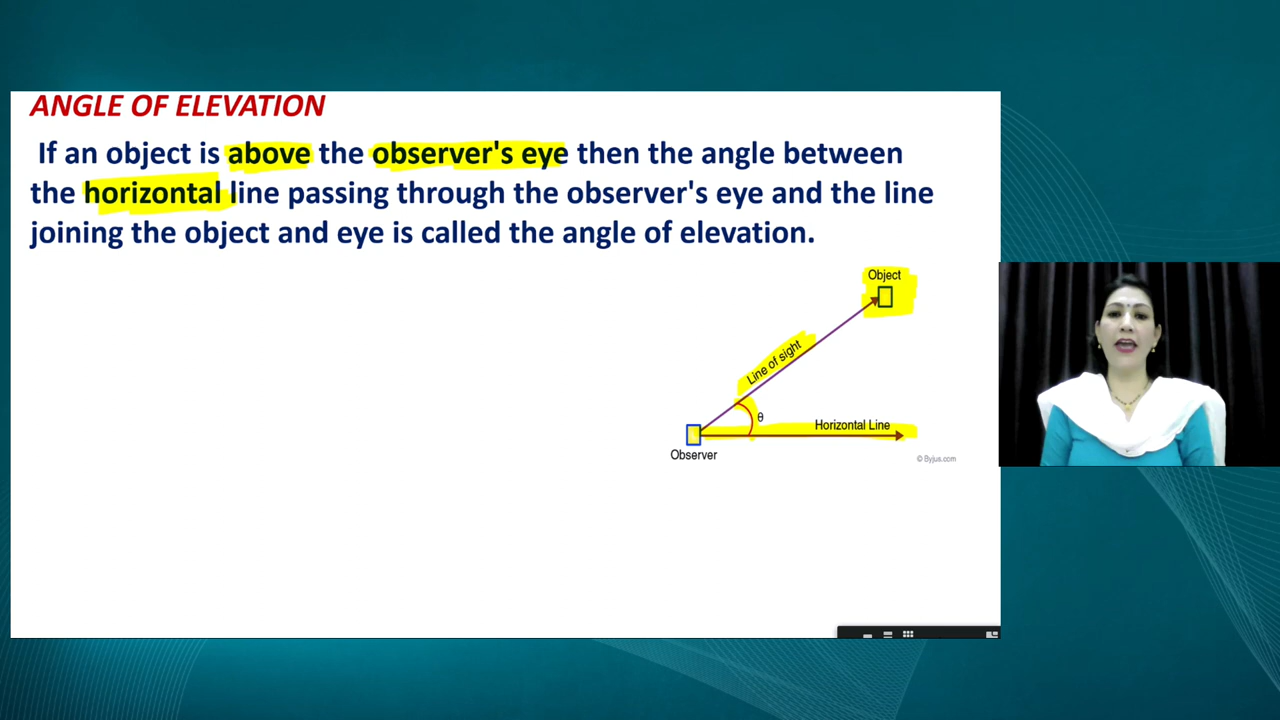 ANGLE OF ELEVATION
If an object is above the observer's eye then the angle between
the horizontal line passing through the observer's eye and the line
joining the object and eye is called the angle of elevation.
Object
Line of sight
θ
Horizontal Line
Observer
© Byjus.com